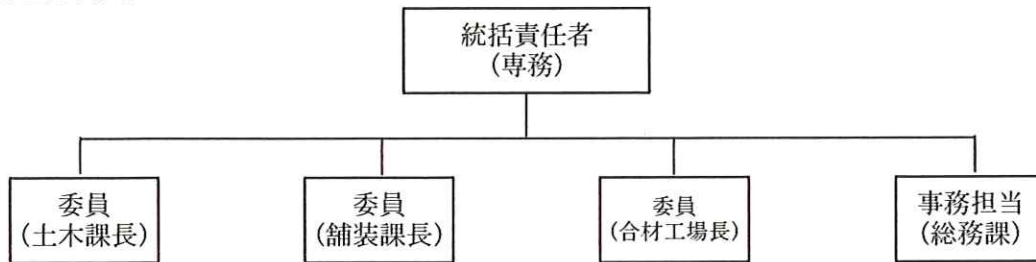 統括責任者
(専務)
委員
(土木課長)
委員
(舗装課長)
委員
(合材工場長)
事務担当
(総務課)